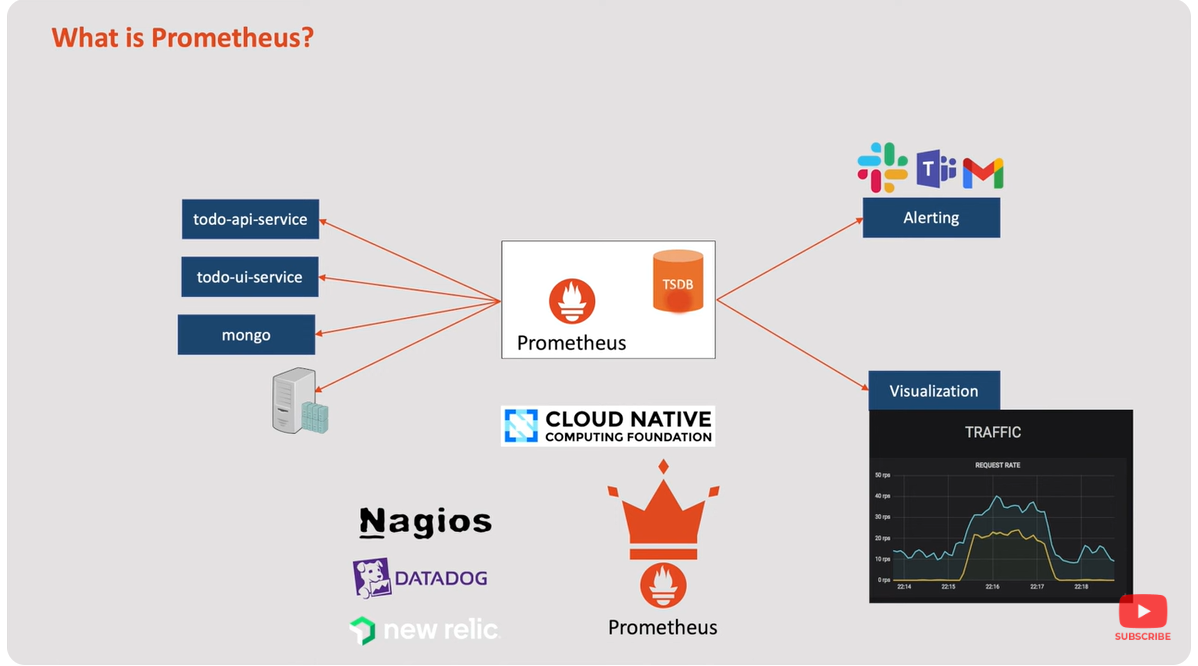 What is Prometheus?
todo-api-service
todo-ui-service
mongo
TSDB
Prometheus
T
Alerting
Visualization
TRAFFIC
REQUEST RATE
50 rps
40 rps
30 rps
20 rps
10 rps
0 rps
22:14 22:15 22:16 22:17 22:18
CLOUD NATIVE
COMPUTING FOUNDATION
Nagios
DATADOG
new relic
Prometheus
SUBSCRIBE